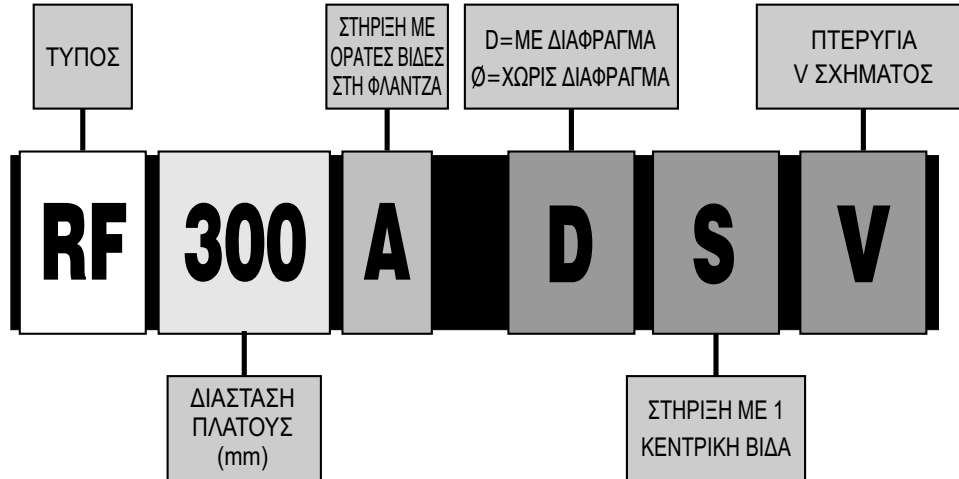 ΤΥΠΟΣ
ΣΤΗΡΙΞΗ ΜΕ
ΟΡΑΤΕΣ ΒΙΔΕΣ
ΣΤΗ ΦΛΑΝΤΖΑ
D=ΜΕ ΔΙΑΦΡΑΓΜΑ
Ø=ΧΩΡΙΣ ΔΙΑΦΡΑΓΜΑ
ΠΤΕΡΥΓΙΑ
V ΣΧΗΜΑΤΟΣ
RF 300 A D S V
ΔΙΑΣΤΑΣΗ
ΠΛΑΤΟΥΣ
(mm)
ΣΤΗΡΙΞΗ ΜΕ 1
ΚΕΝΤΡΙΚΗ ΒΙΔΑ